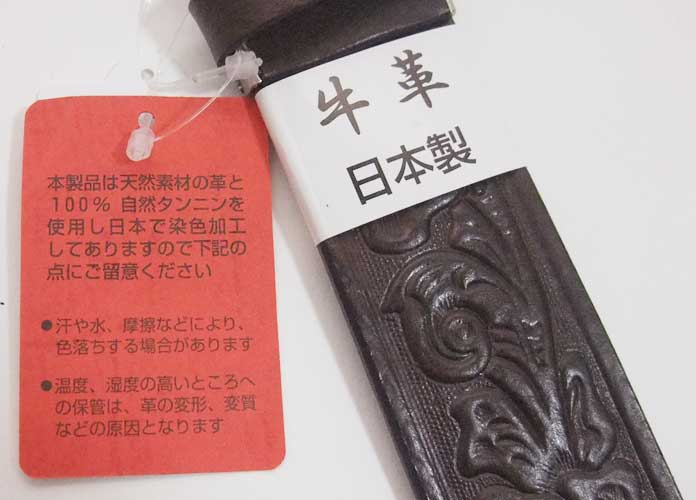 本製品は天然素材の革と
100% 自然タンニンを
使用し日本で染色加工
してありますので下記の
点にご留意ください
●汗や水、摩擦などにより、
色落ちする場合があります
●温度、湿度の高いところへ
の保管は、革の変形、変質
などの原因となります
牛革
日本製